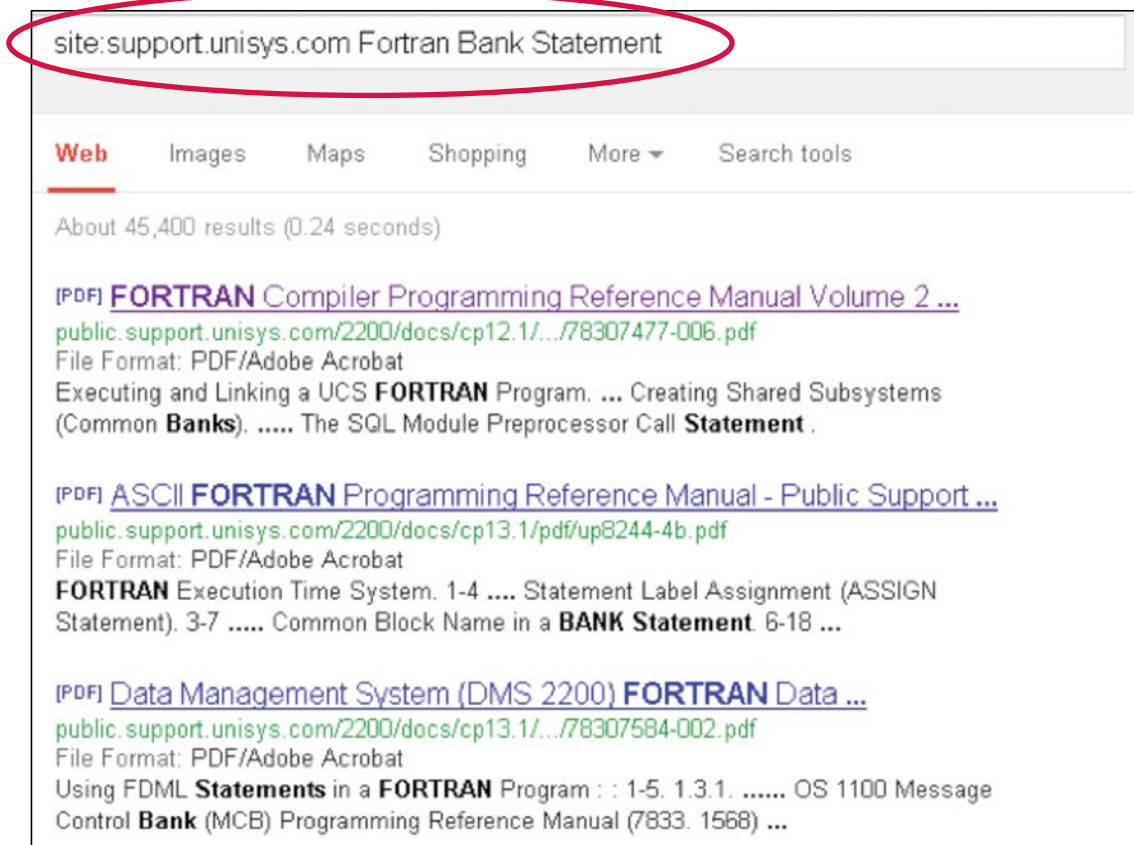 site:support.unisys.com Fortran Bank Statement
Web Images Maps Shopping More Search tools
About 45,400 results (0.24 seconds)
[PDF] FORTRAN Compiler Programming Reference Manual Volume 2 ...
public.support.unisys.com/2200/docs/cp12.1/.../78307477-006.pdf
File Format: PDF/Adobe Acrobat
Executing and Linking a UCS FORTRAN Program. ... Creating Shared Subsystems
(Common Banks). ..... The SQL Module Preprocessor Call Statement .
[PDF] ASCII FORTRAN Programming Reference Manual - Public Support ...
public.support.unisys.com/2200/docs/cp13.1/pdf/up8244-4b.pdf
File Format: PDF/Adobe Acrobat
FORTRAN Execution Time System. 1-4 .... Statement Label Assignment (ASSIGN
Statement). 3-7 ..... Common Block Name in a BANK Statement. 6-18 ...
[PDF] Data Management System (DMS 2200) FORTRAN Data ...
public.support.unisys.com/2200/docs/cp13.1/.../78307584-002.pdf
File Format: PDF/Adobe Acrobat
Using FDML Statements in a FORTRAN Program : : 1-5. 1.3.1. ...... OS 1100 Message
Control Bank (MCB) Programming Reference Manual (7833. 1568) ...